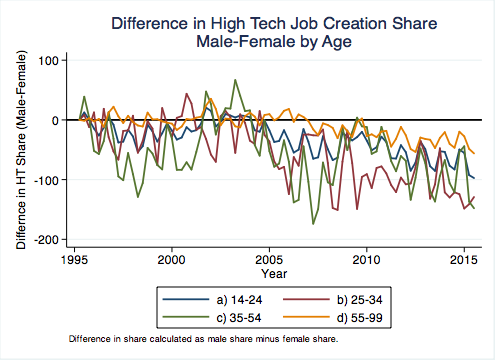 Difference in High Tech Job Creation Share
Male-Female by Age
Differnce in HT Shre (Male-Female)
100
0
-100
-200
1995
2000
2005
2010
2015
Year
a) 14-24
b) 25-34
c) 35-54
d) 55-99
Difference in share calculated as male share minus female share.